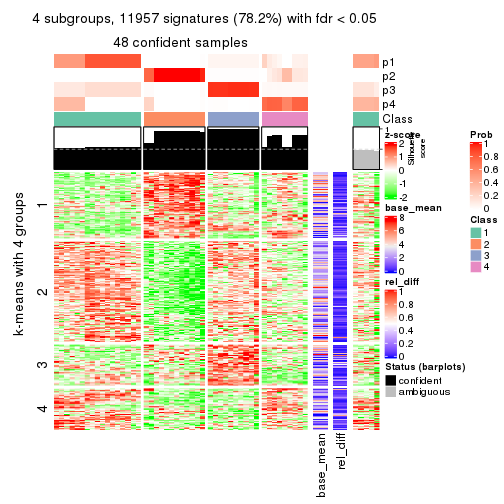 4 subgroups, 11957 signatures (78.2%) with fdr < 0.05
48 confident samples
p1
p2
p3
p4
Class
1
Silhouette
score
z-score
2
1
0
-1
-2
base_mean
8
6
4
2
0
rel_diff
1
0.8
0.6
0.4
0.2
0
Prob
1
0.8
0.6
0.4
0.2
0
Class
1
2
3
4
Status (barplots)
confident
ambiguous
k-means with 4 groups
1
2
3
4
base_mean
rel_diff